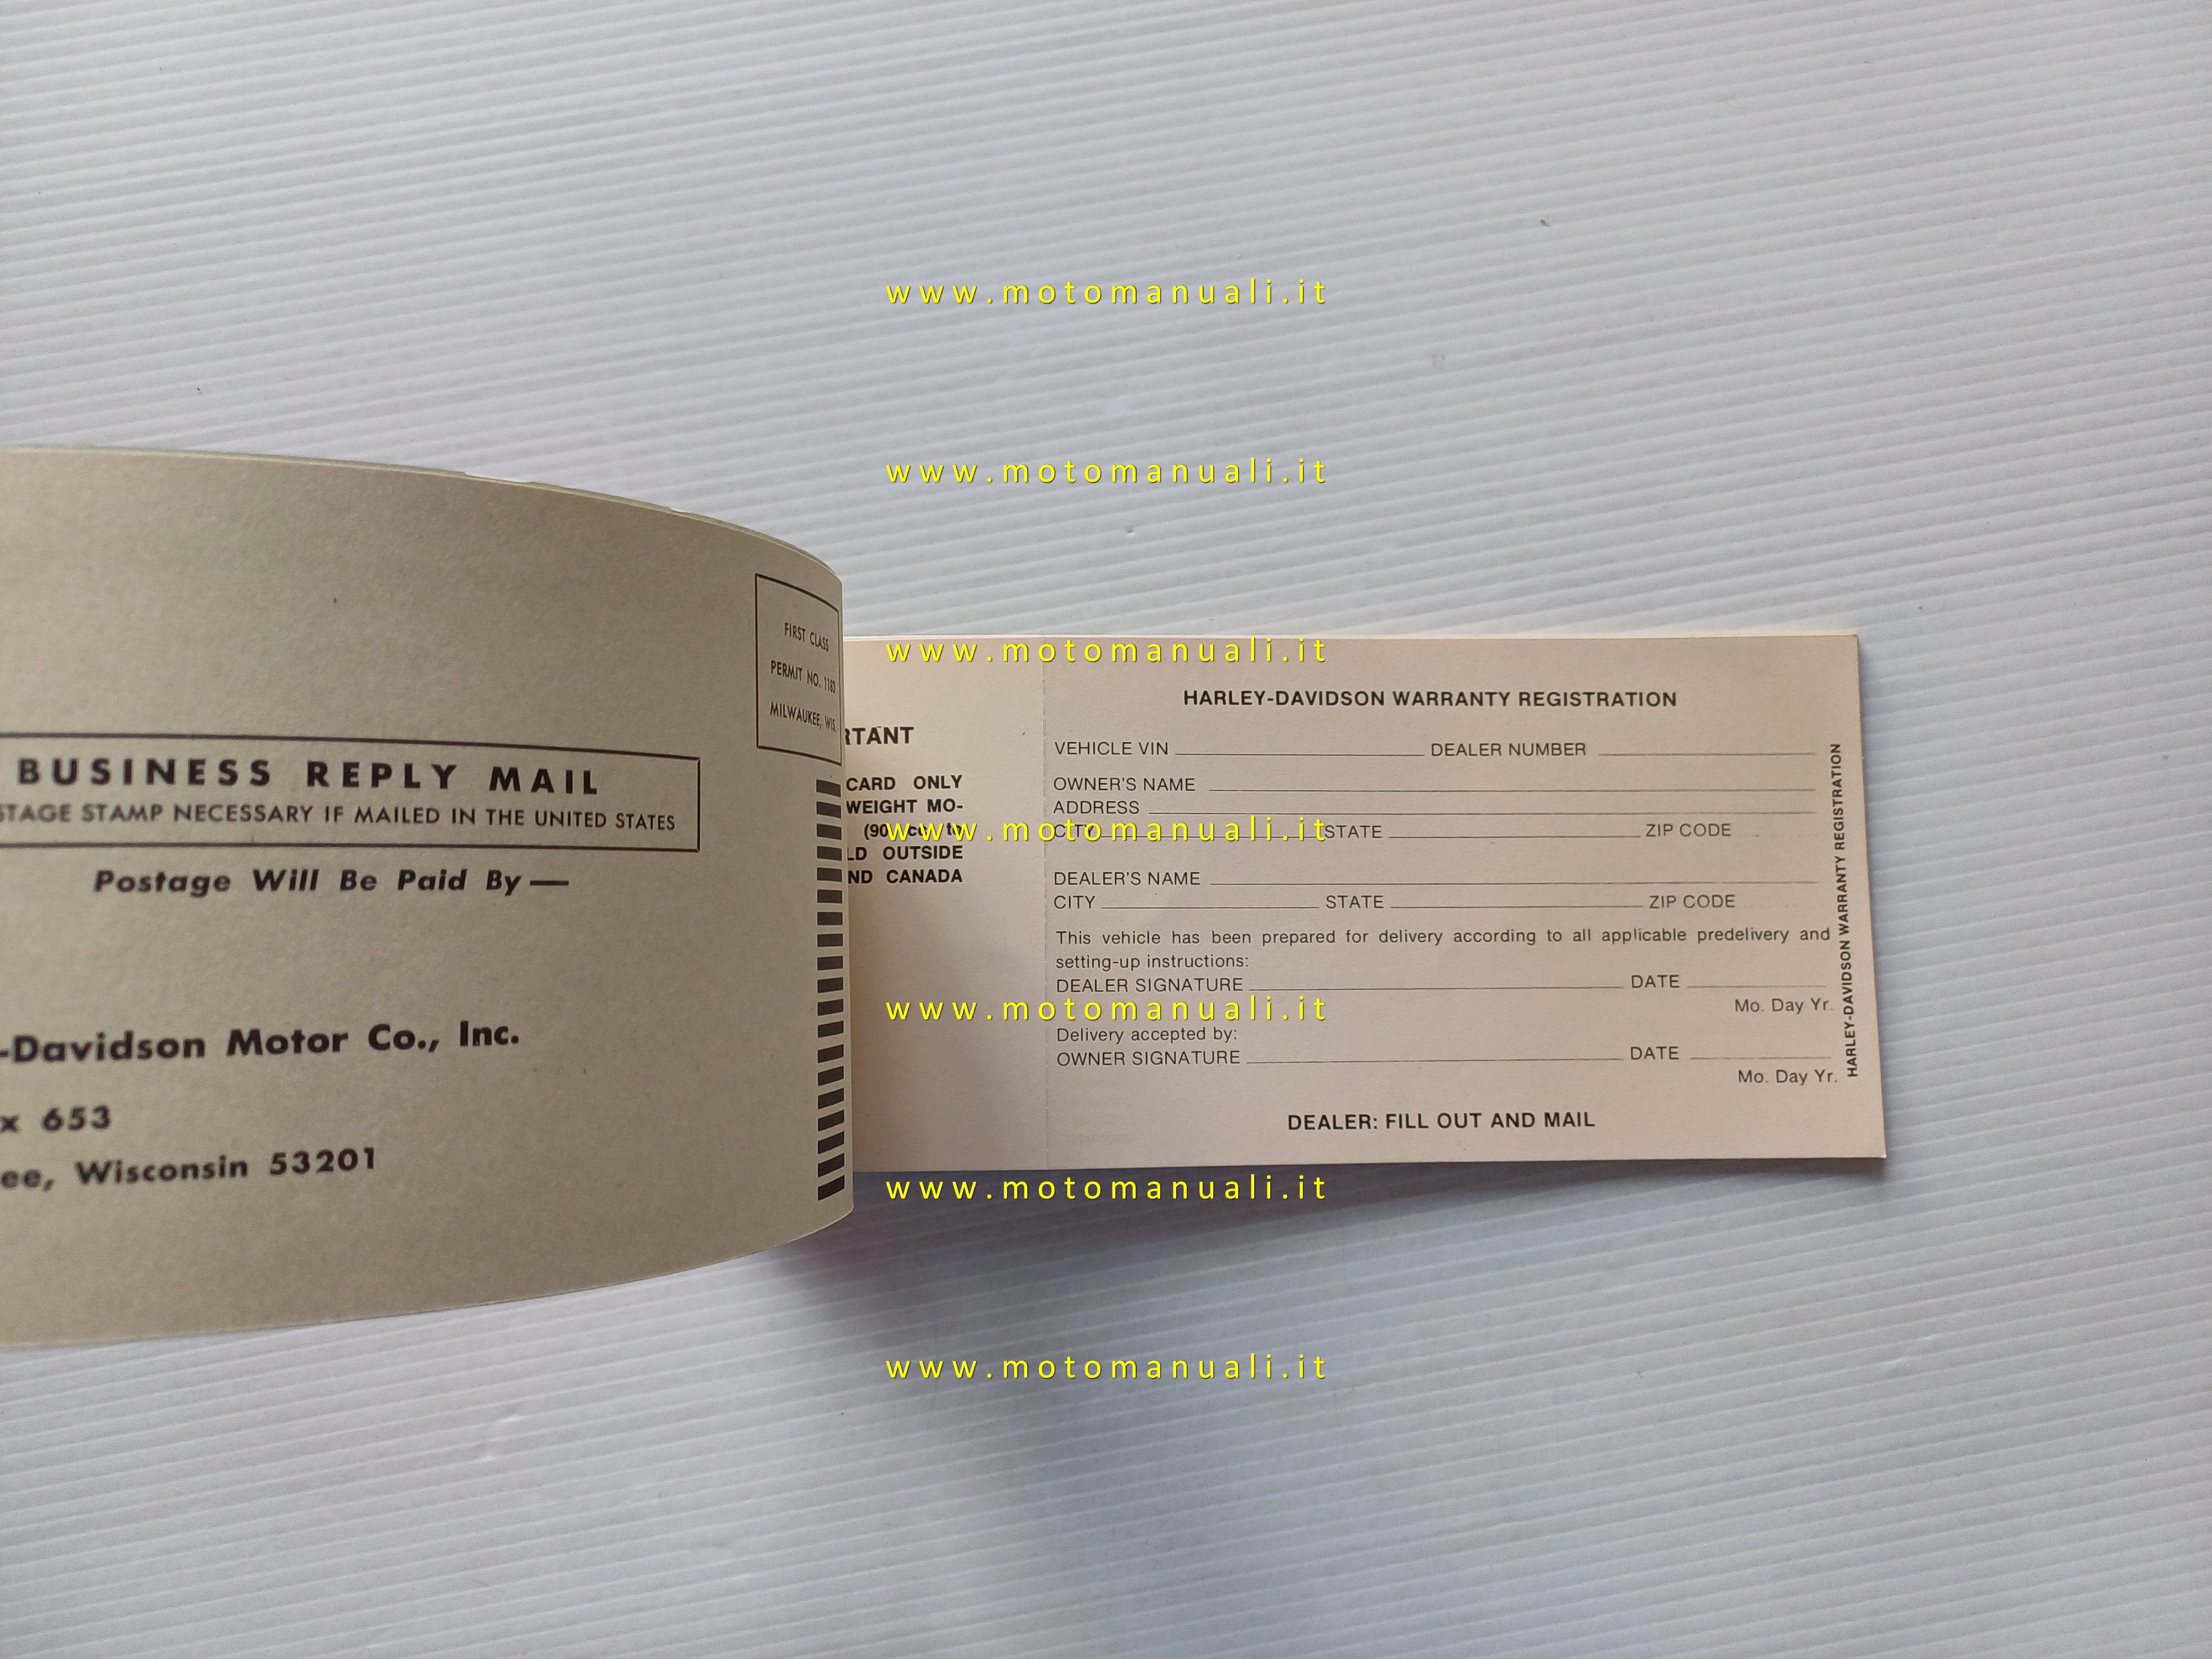 www.motomanuali.it
www.motomanuali.it
www.motomanuali.it
www.motomanuali.it
www.motomanuali.it
www.motomanuali.it
www.motomanuali.it
FIRST CLASS
PERMIT NO. 1183
MILWAUKEE, WIS.
BUSINESS REPLY MAIL
STAGE STAMP NECESSARY IF MAILED IN THE UNITED STATES
Postage Will Be Paid By—
-Davidson Motor Co., Inc.
x 653
ee, Wisconsin 53201
RTANT
CARD ONLY
WEIGHT MO-
to
LD OUTSIDE
ND CANADA
HARLEY-DAVIDSON WARRANTY REGISTRATION
VEHICLE VIN DEALER NUMBER
OWNER'S NAME
ADDRESS
CITY STATE ZIP CODE
DEALER'S NAME
CITY STATE ZIP CODE
This vehicle has been prepared for delivery according to all applicable predelivery and
setting-up instructions:
DEALER SIGNATURE DATE
Mo. Day Yr.
Delivery accepted by:
OWNER SIGNATURE DATE
Mo. Day Yr.
DEALER: FILL OUT AND MAIL
HARLEY-DAVIDSON WARRANTY REGISTRATION